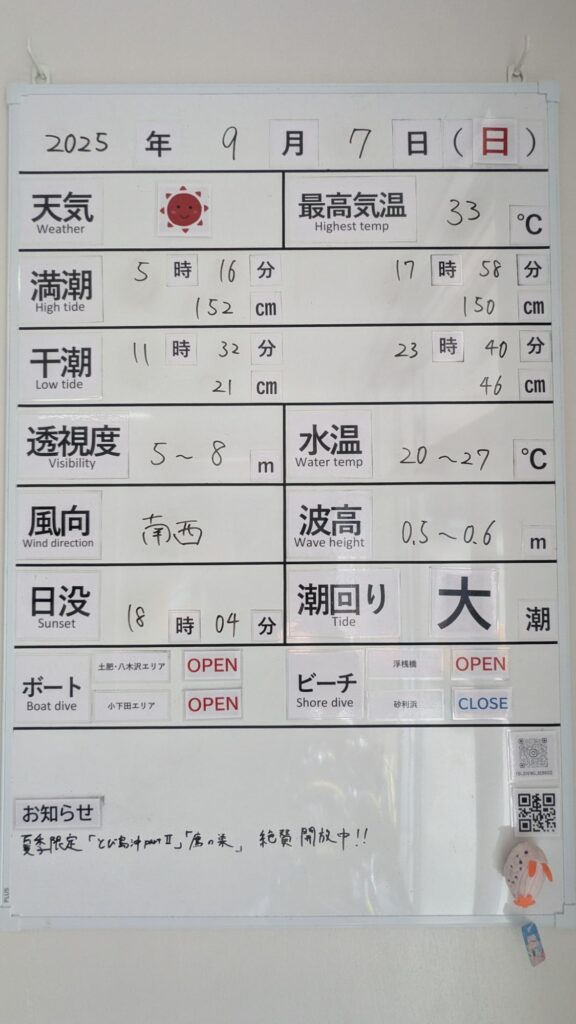 2025 年 9 月 7 日 ( 日 )
天気 Weather
最高気温 Highest temp 33 ℃
満潮 High tide 5 時 16 分 152 cm 17 時 58 分 150 cm
干潮 Low tide 11 時 32 分 21 cm 23 時 40 分 46 cm
透視度 Visibility 5～8 m
水温 Water temp 20～27 ℃
風向 Wind direction 南西
波高 Wave height 0.5～0.6 m
日没 Sunset 18 時 04 分
潮回り Tide 大 潮
ボート Boat dive
土肥・八木沢エリア OPEN
小下田エリア OPEN
ビーチ Shore dive
浮桟橋 OPEN
砂利浜 CLOSE
お知らせ
夏季限定「とび島沖partⅡ」「の巣」 絶賛開放中!!
PLUS